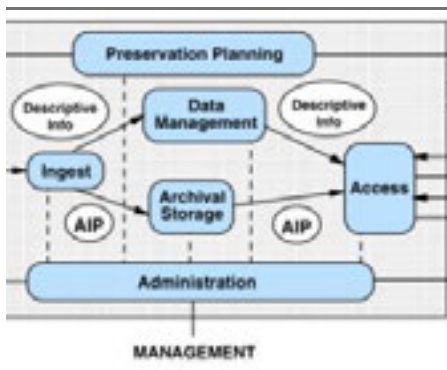 Preservation Planning
Descriptive
Info
Data
Management
Descriptive
Info
Ingest
Archival
Storage
Access
AIP
AIP
Administration
MANAGEMENT